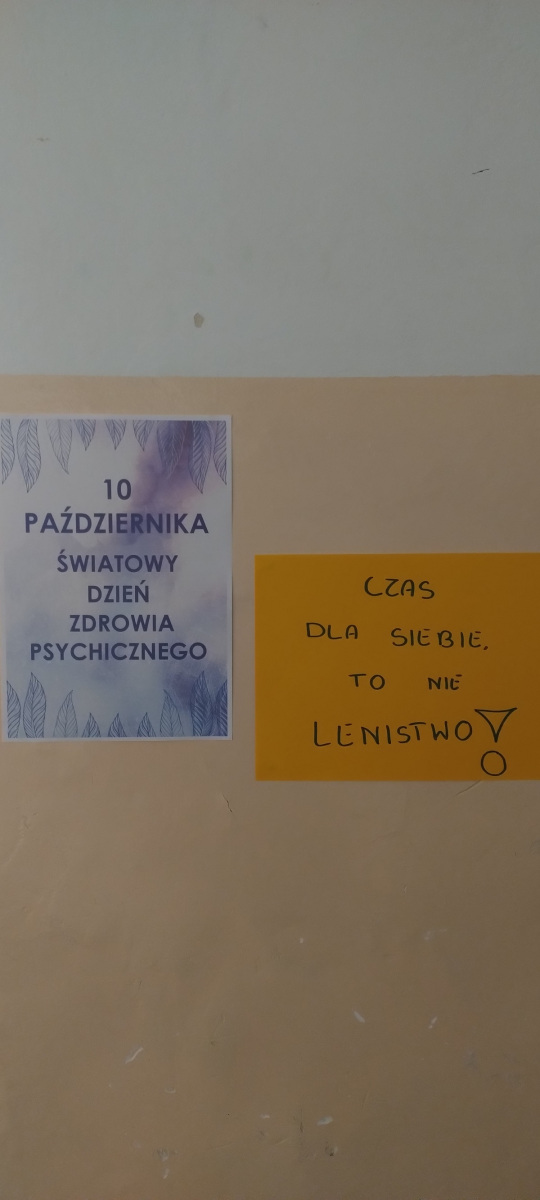 10
PAŹDZIERNIKA
ŚWIATOWY
DZIEŃ
ZDROWIA
PSYCHICZNEGO
CZAS
DLA SIEBIE.
TO NIE
LENISTWO!